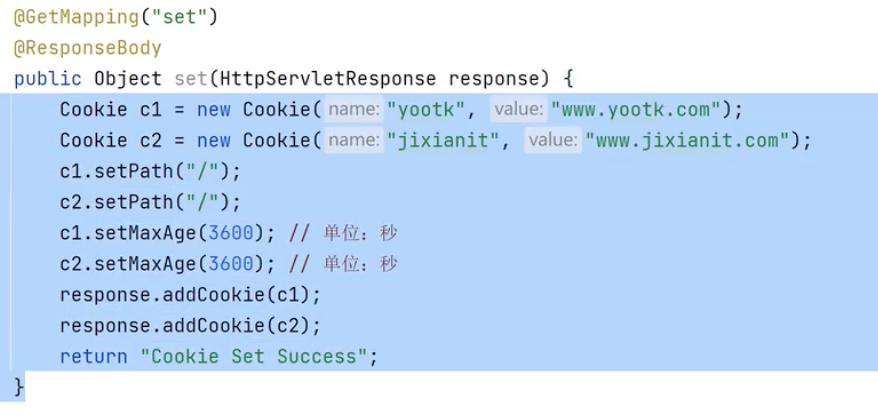 @GetMapping("set")
@ResponseBody
public Object set(HttpServletResponse response) {
    Cookie c1 = new Cookie( name: "yootk", value: "www.yootk.com");
    Cookie c2 = new Cookie( name: "jixianit", value: "www.jixianit.com");
    c1.setPath("/");
    c2.setPath("/");
    c1.setMaxAge(3600); // 单位：秒
    c2.setMaxAge(3600); // 单位：秒
    response.addCookie(c1);
    response.addCookie(c2);
    return "Cookie Set Success";
}